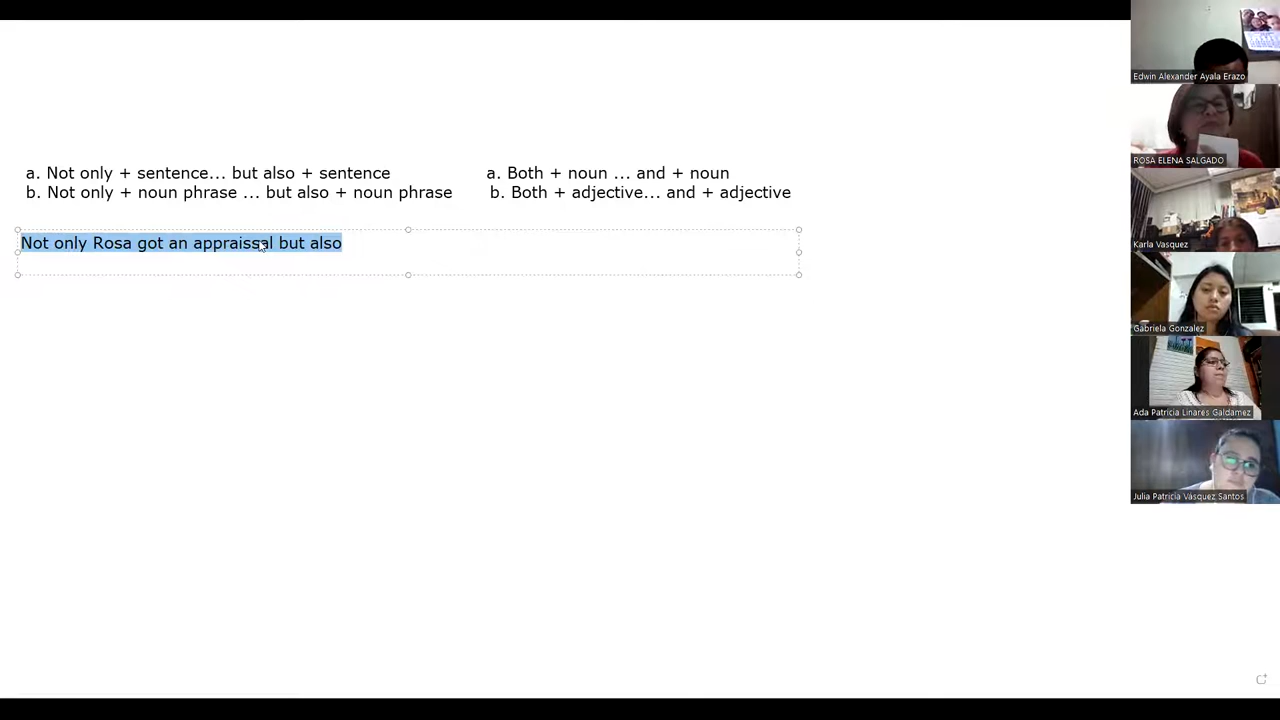 a. Not only + sentence... but also + sentence
b. Not only + noun phrase ... but also + noun phrase
a. Both + noun ... and + noun
b. Both + adjective... and + adjective
Not only Rosa got an appraissal but also
Edwin Alexander Ayala Erazo
ROSA ELENA SALGADO
Karla Vasquez
Gabriela Gonzalez
Ada Patricia Linares Galdamez
Julia Patricia Vásquez Santos